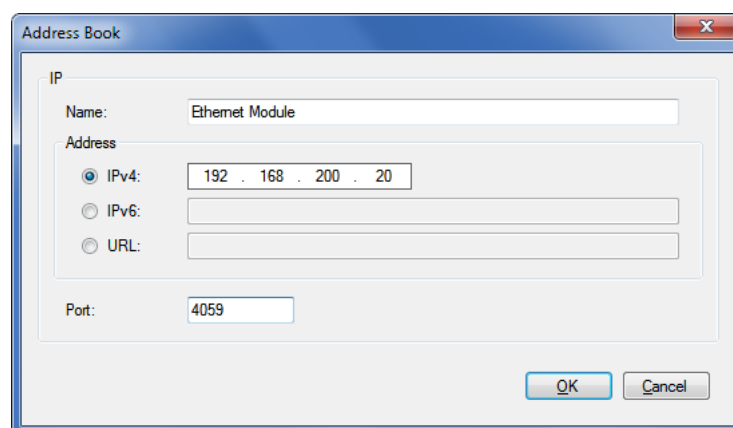 Address Book
IP
Name: Ethernet Module
Address
IPv4: 192 . 168 . 200 . 20
IPv6:
URL:
Port: 4059
OK Cancel